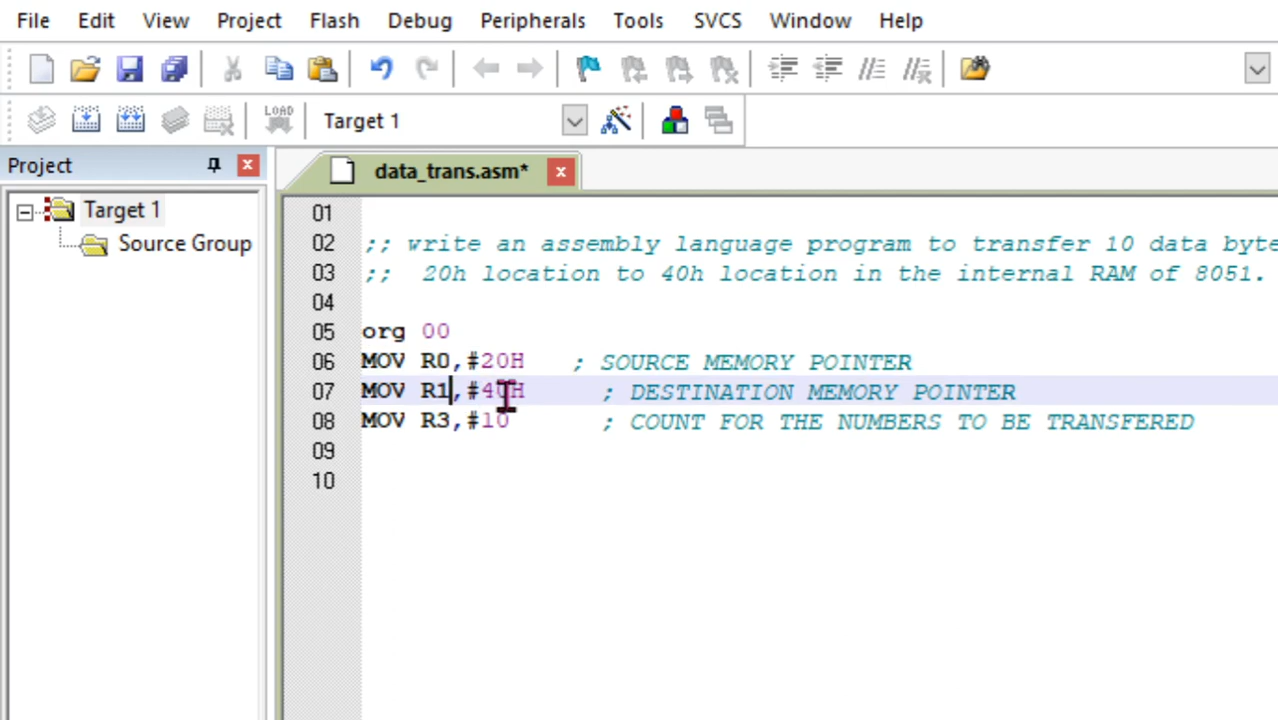 File Edit View Project Flash Debug Peripherals Tools SVCS Window Help
LOAD Target 1
Project
data_trans.asm*
Target 1
Source Group
01
02 ;; write an assembly language program to transfer 10 data byte
03 ;; 20h location to 40h location in the internal RAM of 8051.
04
05 org 00
06 MOV R0,#20H ; SOURCE MEMORY POINTER
07 MOV R1,#40H ; DESTINATION MEMORY POINTER
08 MOV R3,#10 ; COUNT FOR THE NUMBERS TO BE TRANSFERED
09
10